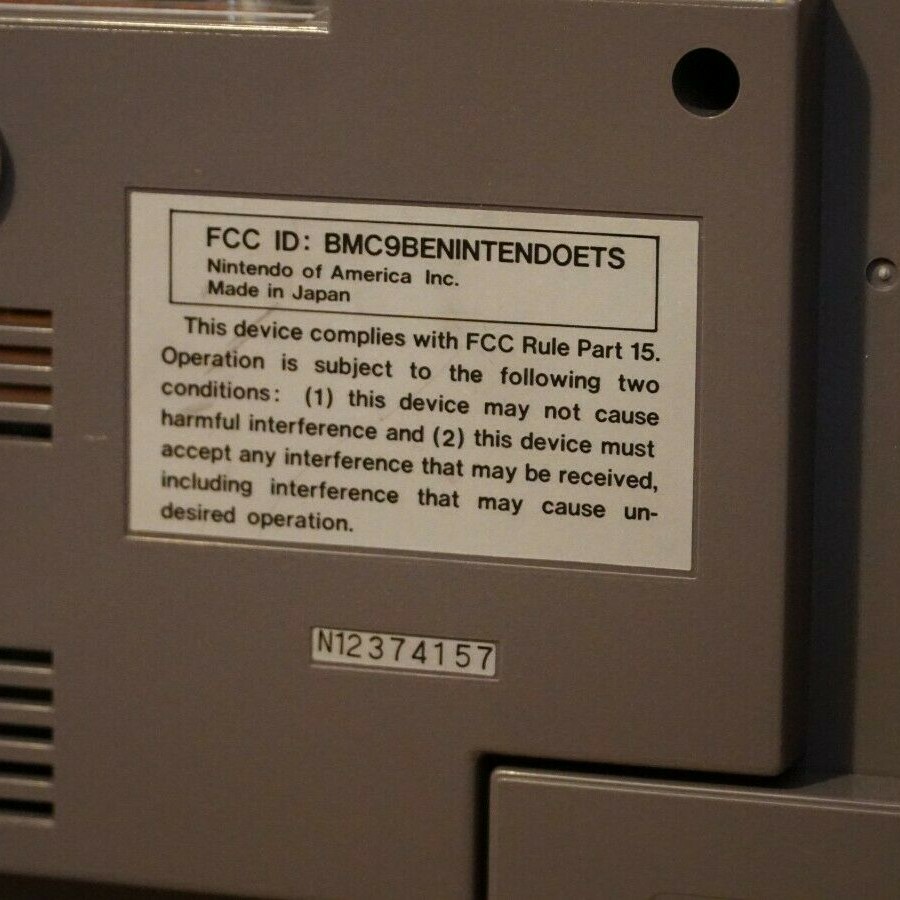 FCC ID: BMC9BENINTENDOETS
Nintendo of America Inc.
Made in Japan
This device complies with FCC Rule Part 15.
Operation is subject to the following two
conditions: (1) this device may not cause
harmful interference and (2) this device must
accept any interference that may be received,
including interference that may cause un-
desired operation.
N12374157